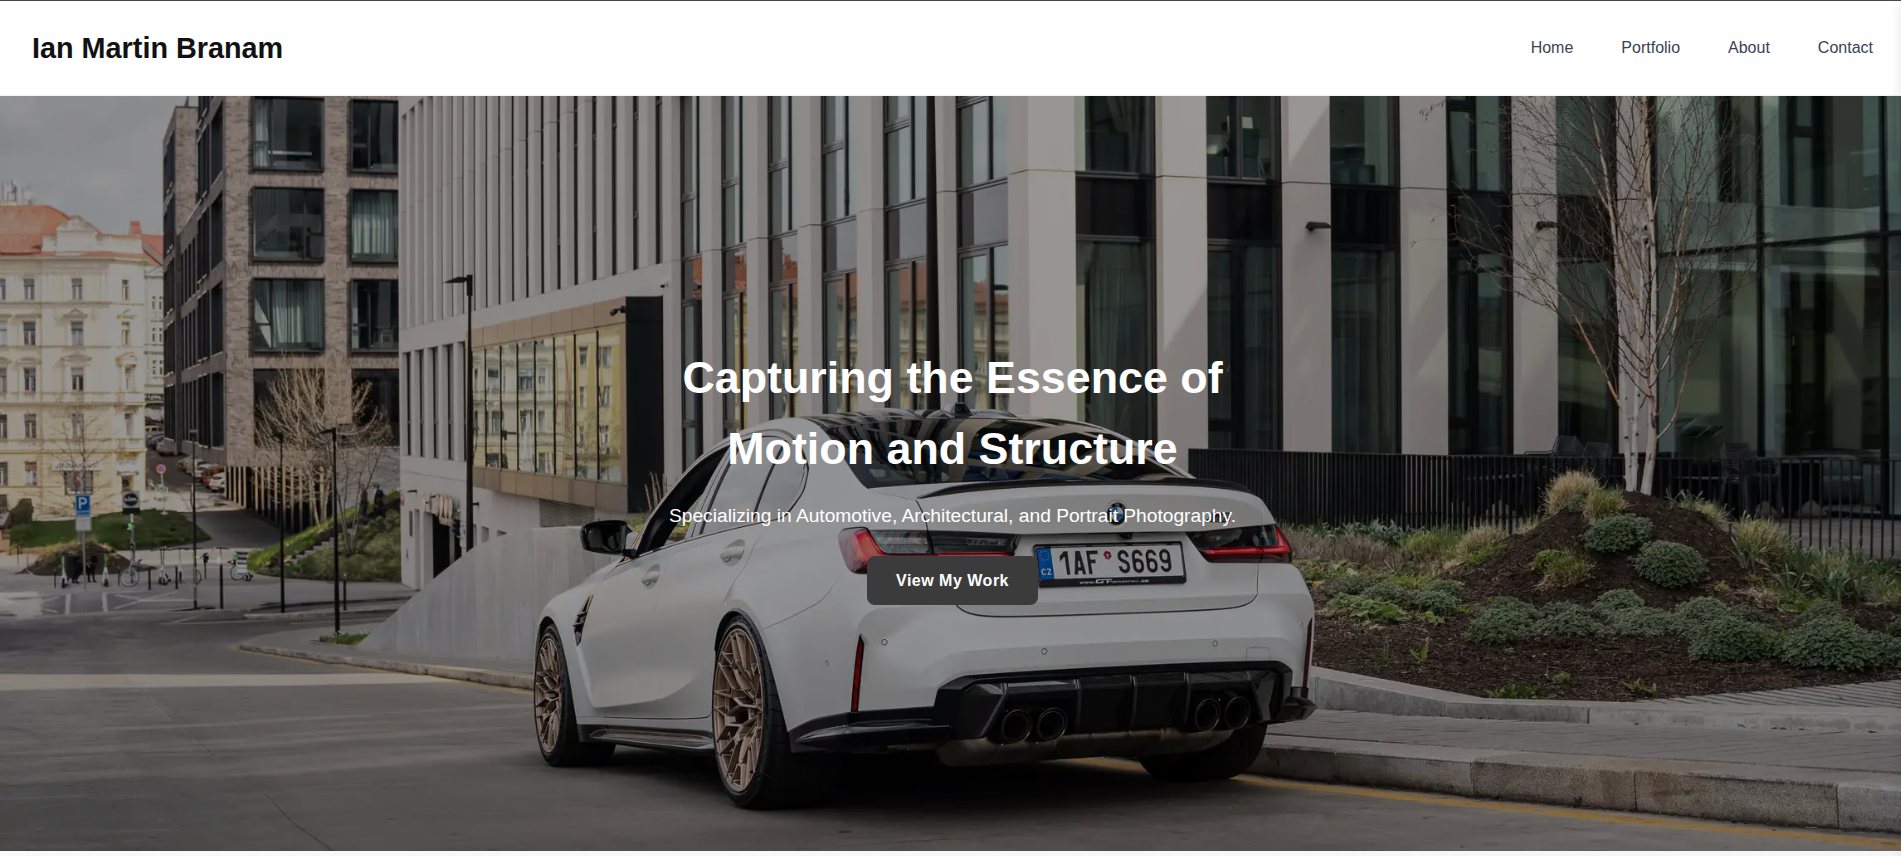 Ian Martin Branam
Home
Portfolio
About
Contact
Capturing the Essence of
Motion and Structure
Specializing in Automotive, Architectural, and Portrait Photography.
View My Work
1AF S669
CZ
P